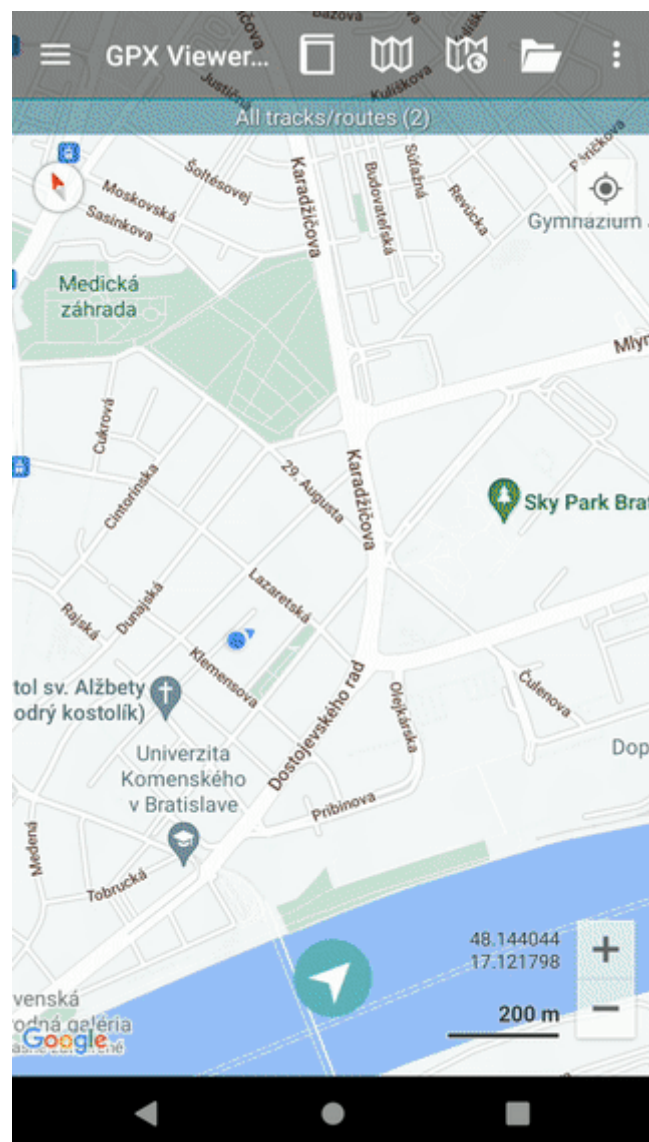 Bazová
GPX Viewer...
Justičná
Kulíškova
All tracks/routes (2)
Páričkova
Šoltésovej
Moskovská
Sasinkova
Karadžičova
Budovateľská
Súťažná
Revúcka
Gymnázium
Medická
záhrada
Mlyn
Cukrová
Cintorínska
29. Augusta
Karadžičova
Sky Park Brat
Lazaretská
Rajská
Dunajská
Klemensova
tol sv. Alžbety
odrý kostolík)
Dostojevského rad
Olejkárska
Čulenova
Univerzita
Komenského
v Bratislave
Dop
Pribinova
Medená
Tobrucká
48.144044
17.121798
venská
odná galéria
Google
200 m